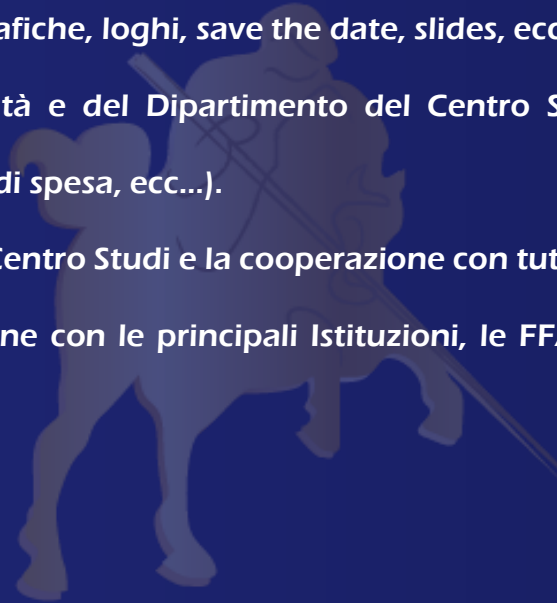 afiche, loghi, save the date, slides, ecc
tà e del Dipartimento del Centro S
di spesa, ecc...).
Centro Studi e la cooperazione con tut
ne con le principali Istituzioni, le FF